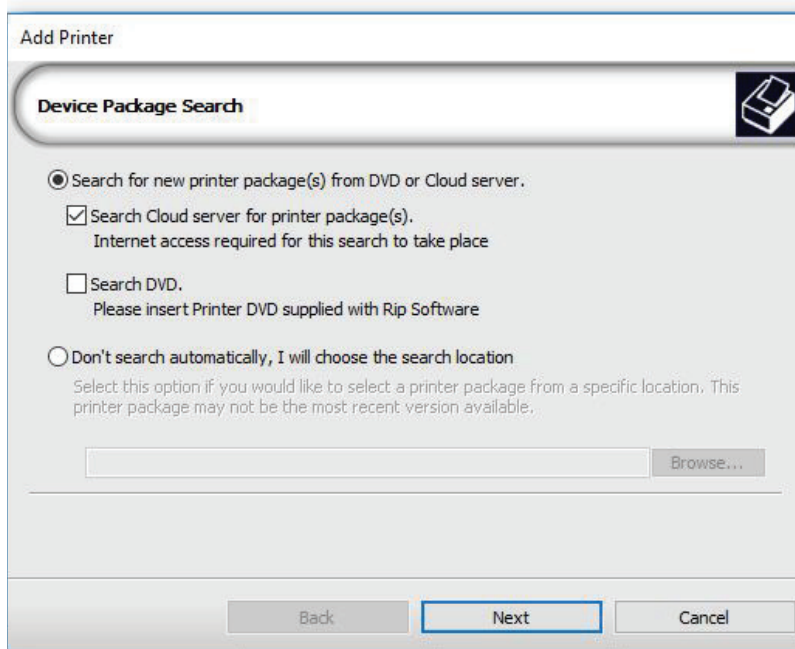 Add Printer
Device Package Search
Search for new printer package(s) from DVD or Cloud server.
Search Cloud server for printer package(s).
Internet access required for this search to take place
Search DVD.
Please insert Printer DVD supplied with Rip Software
Don't search automatically, I will choose the search location
Select this option if you would like to select a printer package from a specific location. This
printer package may not be the most recent version available.
Browse...
Back Next Cancel